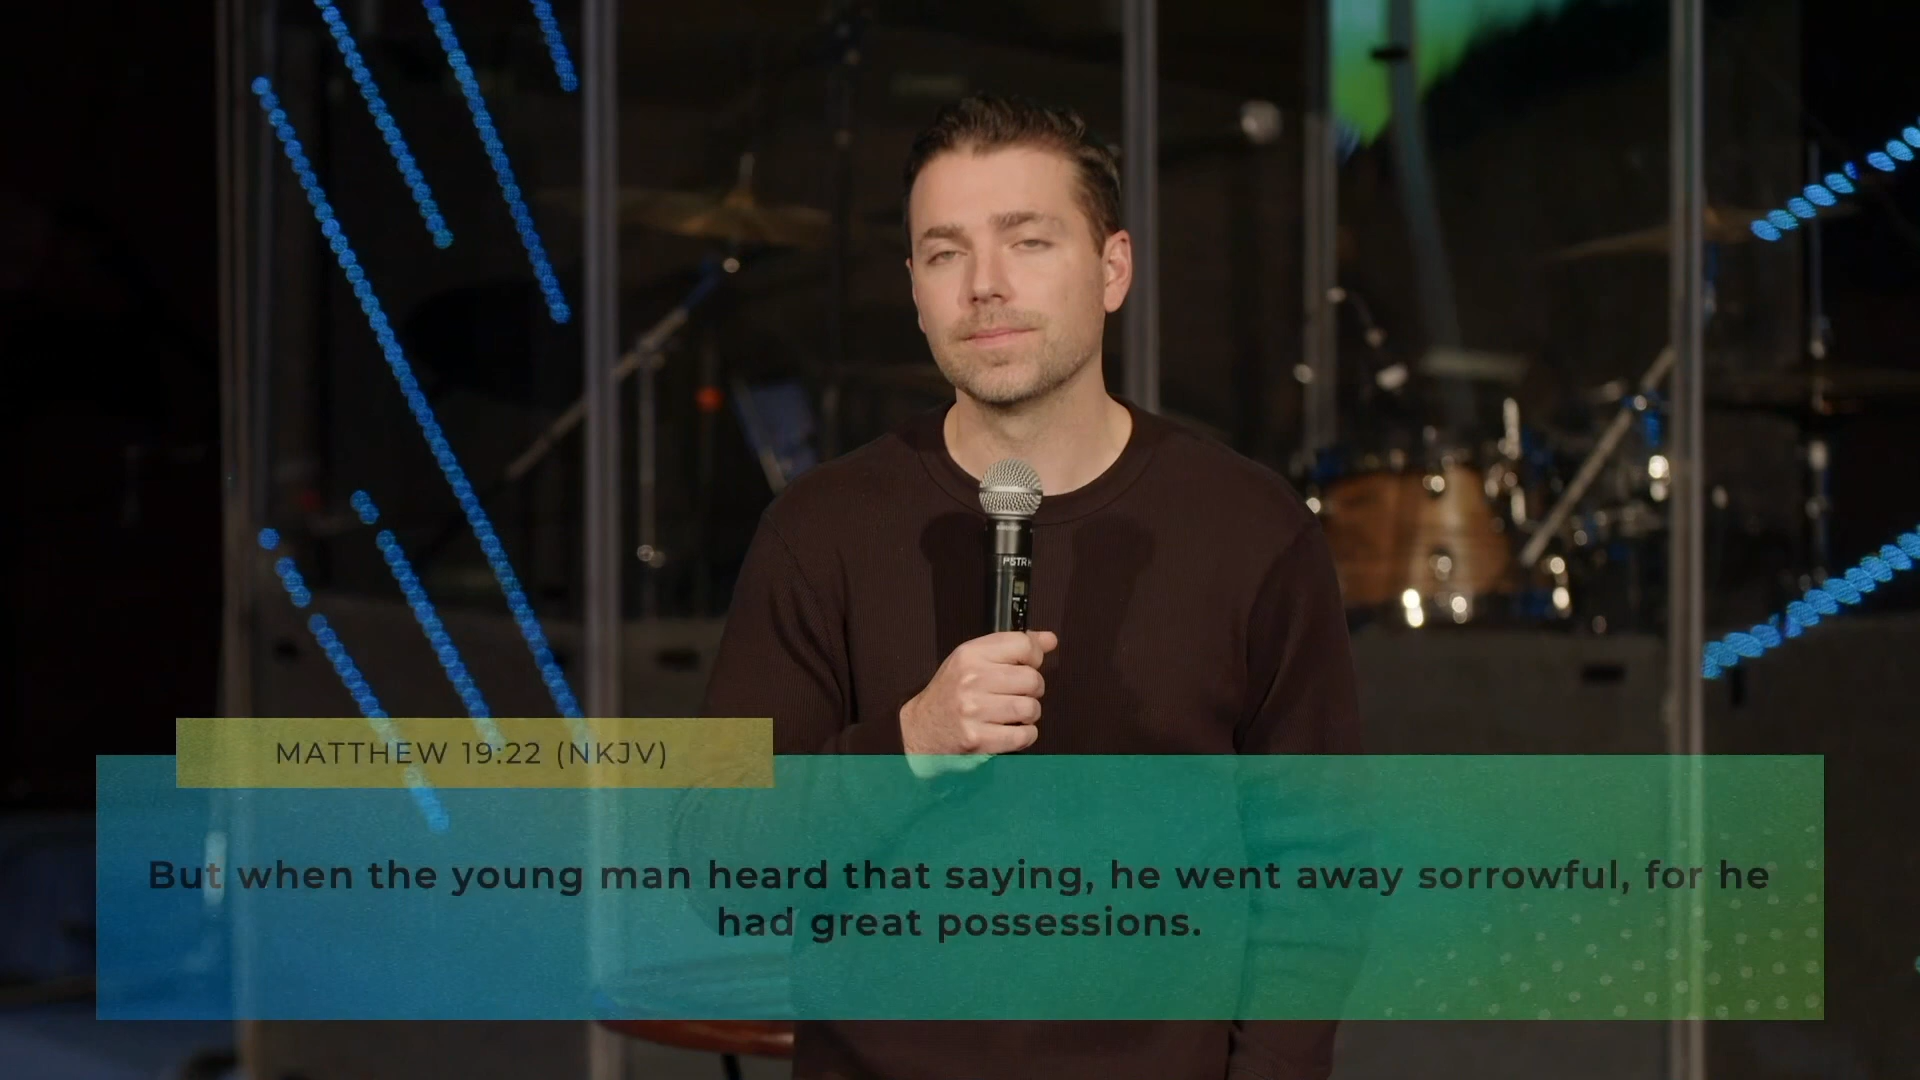 PSTR
MATTHEW 19:22 (NKJV)
But when the young man heard that saying, he went away sorrowful, for he
had great possessions.